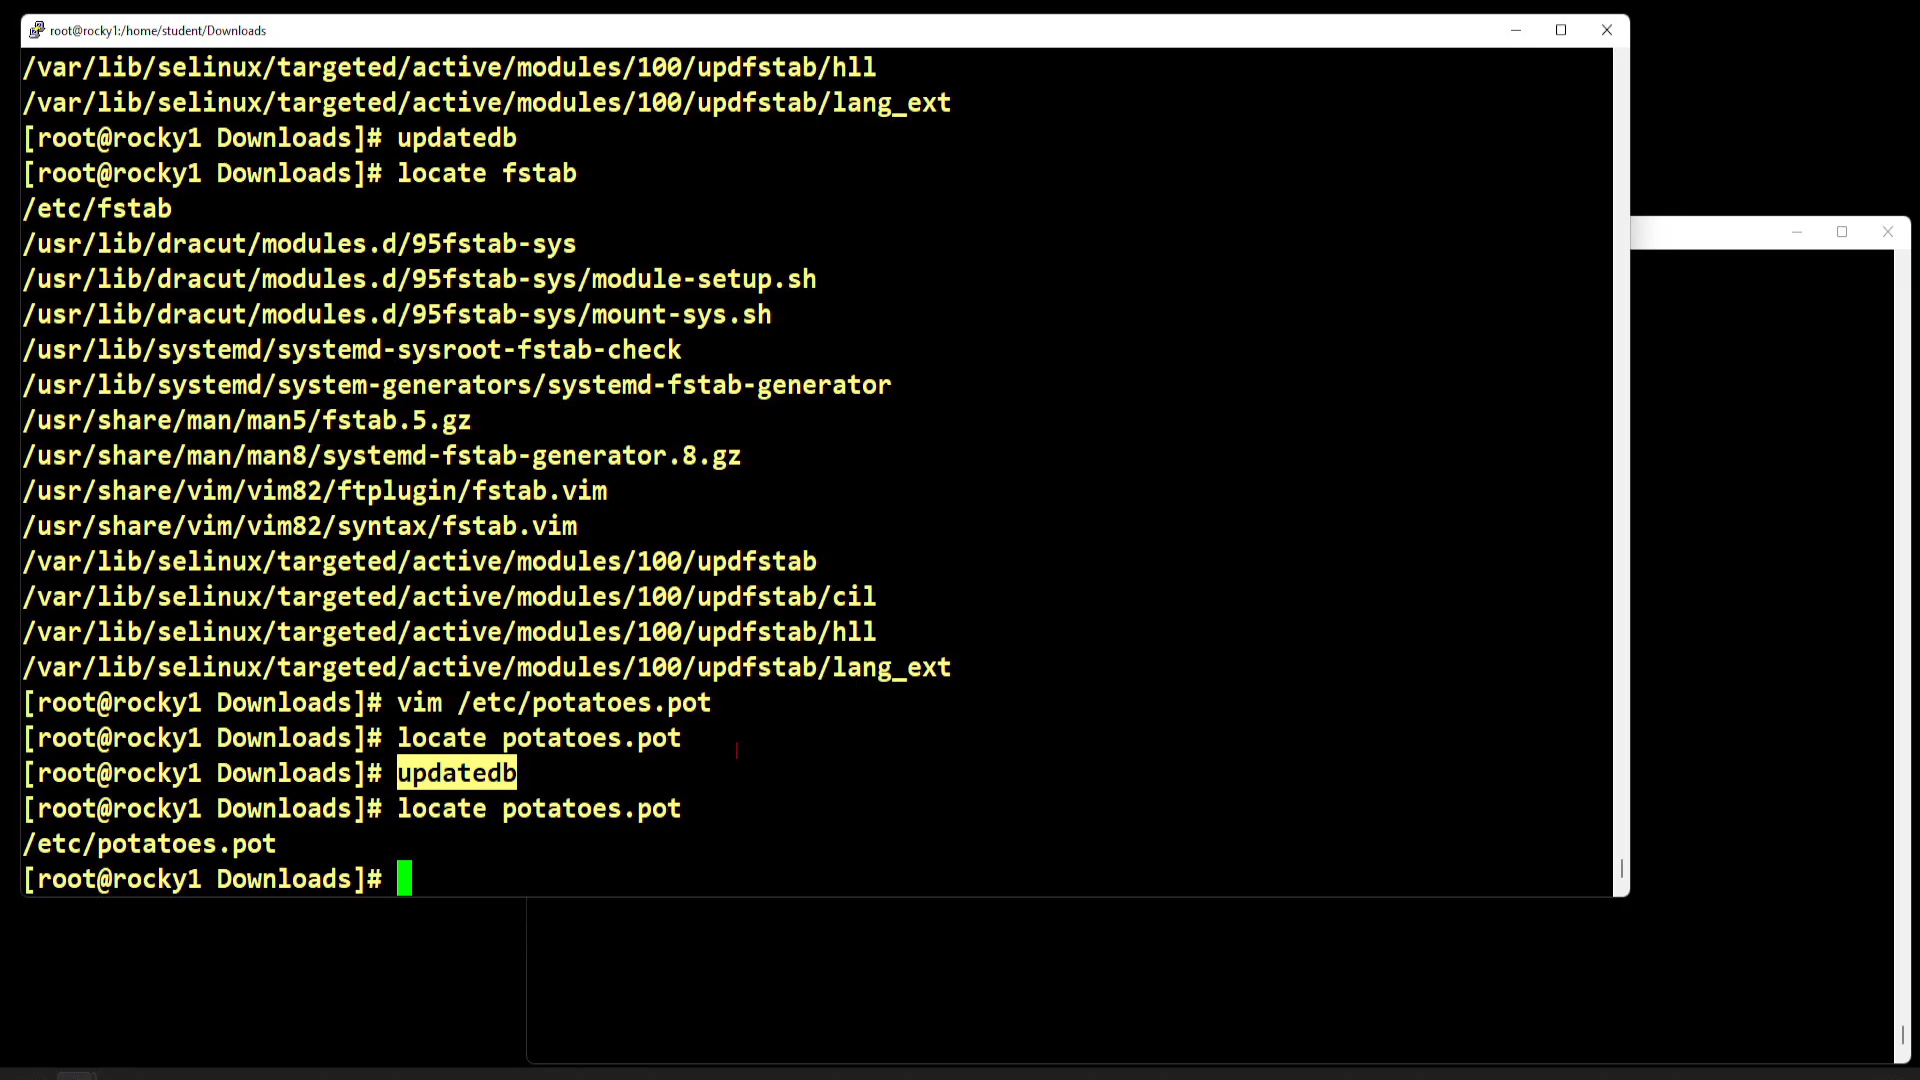 root@rocky1:/home/student/Downloads
/var/lib/selinux/targeted/active/modules/100/updfstab/hll
/var/lib/selinux/targeted/active/modules/100/updfstab/lang_ext
[root@rocky1 Downloads]# updatedb
[root@rocky1 Downloads]# locate fstab
/etc/fstab
/usr/lib/dracut/modules.d/95fstab-sys
/usr/lib/dracut/modules.d/95fstab-sys/module-setup.sh
/usr/lib/dracut/modules.d/95fstab-sys/mount-sys.sh
/usr/lib/systemd/systemd-sysroot-fstab-check
/usr/lib/systemd/system-generators/systemd-fstab-generator
/usr/share/man/man5/fstab.5.gz
/usr/share/man/man8/systemd-fstab-generator.8.gz
/usr/share/vim/vim82/ftplugin/fstab.vim
/usr/share/vim/vim82/syntax/fstab.vim
/var/lib/selinux/targeted/active/modules/100/updfstab
/var/lib/selinux/targeted/active/modules/100/updfstab/cil
/var/lib/selinux/targeted/active/modules/100/updfstab/hll
/var/lib/selinux/targeted/active/modules/100/updfstab/lang_ext
[root@rocky1 Downloads]# vim /etc/potatoes.pot
[root@rocky1 Downloads]# locate potatoes.pot
[root@rocky1 Downloads]# updatedb
[root@rocky1 Downloads]# locate potatoes.pot
/etc/potatoes.pot
[root@rocky1 Downloads]#